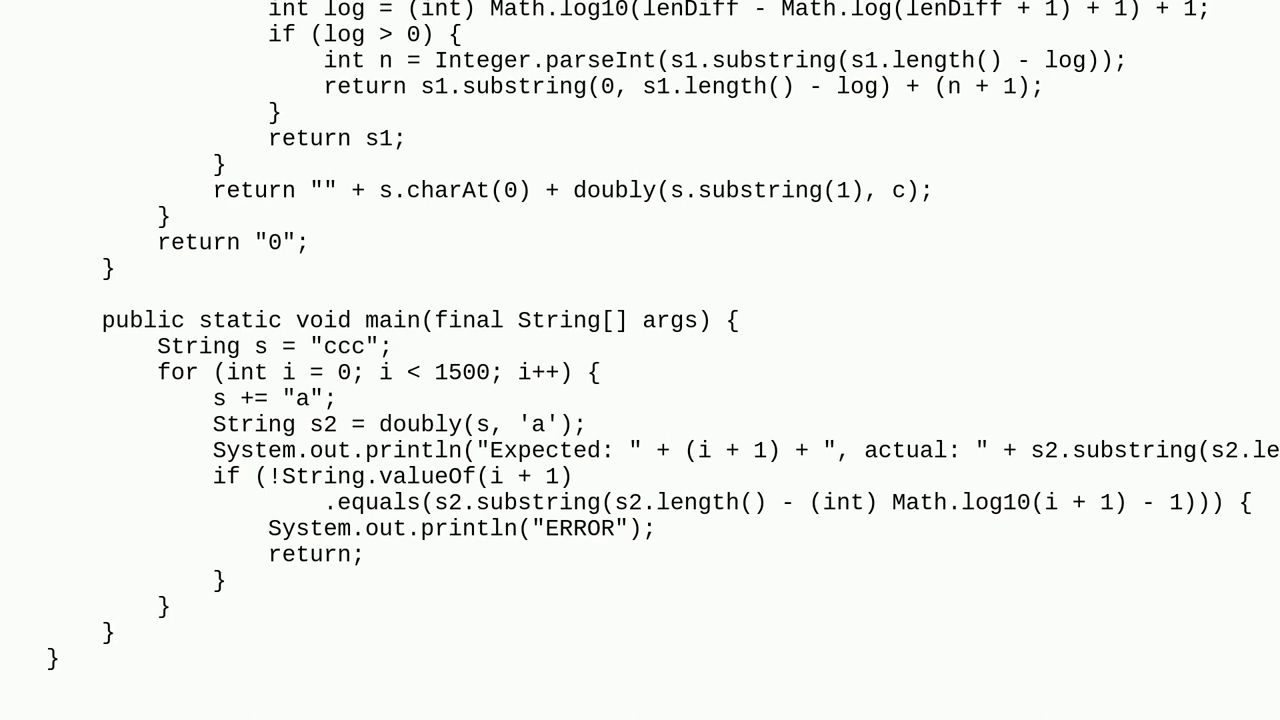 int log = (int) Math.log10(lenDiff - Math.log(lenDiff + 1) + 1) + 1;
if (log > 0) {
int n = Integer.parseInt(s1.substring(s1.length() - log));
return s1.substring(0, s1.length() - log) + (n + 1);
}
return s1;
}
return "" + s.charAt(0) + doubly(s.substring(1), c);
}
return "0";
}
public static void main(final String[] args) {
String s = "ccc";
for (int i = 0; i < 1500; i++) {
s += "a";
String s2 = doubly(s, 'a');
System.out.println("Expected: " + (i + 1) + ", actual: " + s2.substring(s2.le
if (!String.valueOf(i + 1)
.equals(s2.substring(s2.length() - (int) Math.log10(i + 1) - 1))) {
System.out.println("ERROR");
return;
}
}
}
}